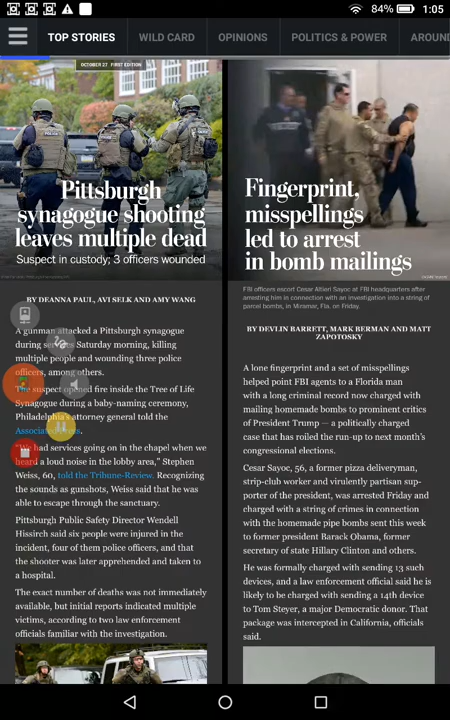 84% 1:05
TOP STORIES WILD CARD OPINIONS POLITICS & POWER AROUN
OCTOBER 27 FIRST EDITION
Pittsburgh
synagogue shooting
leaves multiple dead
Suspect in custody; 3 officers wounded
BY DEANNA PAUL, AVI SELK AND AMY WANG
A gunman attacked a Pittsburgh synagogue
during Saturday morning, killing
multiple people and wounding three police
officers, among others.
The suspect opened fire inside the Tree of Life
Synagogue during a baby-naming ceremony,
Philadelphia's attorney general told the
"We had services going on in the chapel when we
heard a loud noise in the lobby area," Stephen
Weiss, 60, told the Tribune-Review. Recognizing
the sounds as gunshots, Weiss said that he was
able to escape through the sanctuary.
Pittsburgh Public Safety Director Wendell
Hissirch said six people were injured in the
incident, four of them police officers, and that
the shooter was later apprehended and taken to
a hospital.
The exact number of deaths was not immediately
available, but initial reports indicated multiple
victims, according to two law enforcement
officials familiar with the investigation.
Fingerprint,
misspellings
led to arrest
in bomb mailings
FBI officers escort Cesar Altieri Sayoc at FBI headquarters after
arresting him in connection with an investigation into a string of
parcel bombs, in Miramar, Fla. on Friday.
BY DEVLIN BARRETT, MARK BERMAN AND MATT
ZAPOTOSKY
A lone fingerprint and a set of misspellings
helped point FBI agents to a Florida man
with a long criminal record now charged with
mailing homemade bombs to prominent critics
of President Trump — a politically charged
case that has roiled the run-up to next month's
congressional elections.
Cesar Sayoc, 56, a former pizza deliveryman,
strip-club worker and virulently partisan sup-
porter of the president, was arrested Friday and
charged with a string of crimes in connection
with the homemade pipe bombs sent this week
to former president Barack Obama, former
secretary of state Hillary Clinton and others.
He was formally charged with sending 13 such
devices, and a law enforcement official said he is
likely to be charged with sending a 14th device
to Tom Steyer, a major Democratic donor. That
package was intercepted in California, officials
said.